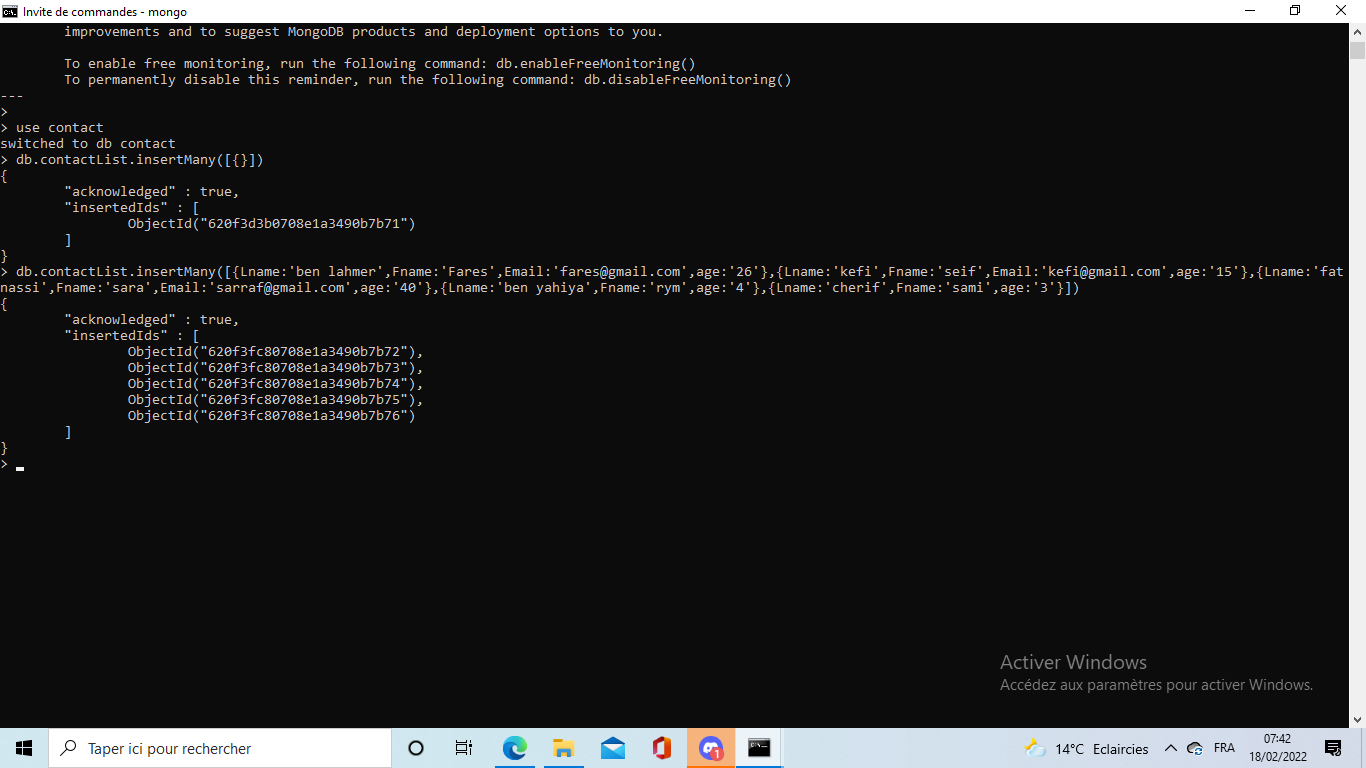 Invite de commandes - mongo
improvements and to suggest MongoDB products and deployment options to you.
To enable free monitoring, run the following command: db.enableFreeMonitoring()
To permanently disable this reminder, run the following command: db.disableFreeMonitoring()
---
>
> use contact
switched to db contact
> db.contactList.insertMany([{}])
{
"acknowledged" : true,
"insertedIds" : [
ObjectId("620f3d3b0708e1a3490b7b71")
]
}
> db.contactList.insertMany([{Lname:'ben lahmer',Fname:'Fares',Email:'fares@gmail.com',age:'26'},{Lname:'kefi',Fname:'seif',Email:'kefi@gmail.com',age:'15'},{Lname:'fat
nassi',Fname:'sara',Email:'sarraf@gmail.com',age:'40'},{Lname:'ben yahiya',Fname:'rym',age:'4'},{Lname:'cherif',Fname:'sami',age:'3'}])
{
"acknowledged" : true,
"insertedIds" : [
ObjectId("620f3fc80708e1a3490b7b72"),
ObjectId("620f3fc80708e1a3490b7b73"),
ObjectId("620f3fc80708e1a3490b7b74"),
ObjectId("620f3fc80708e1a3490b7b75"),
ObjectId("620f3fc80708e1a3490b7b76")
]
}
>
Activer Windows
Accédez aux paramètres pour activer Windows.
Taper ici pour rechercher
1
14°C Eclaircies
FRA
07:42
18/02/2022